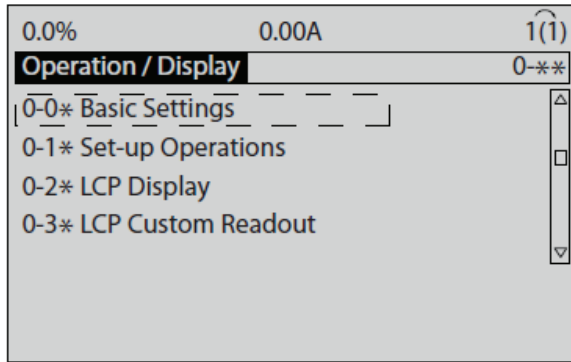 0.0% 0.00A 1(1)
Operation / Display 0-**
0-0* Basic Settings
0-1* Set-up Operations
0-2* LCP Display
0-3* LCP Custom Readout